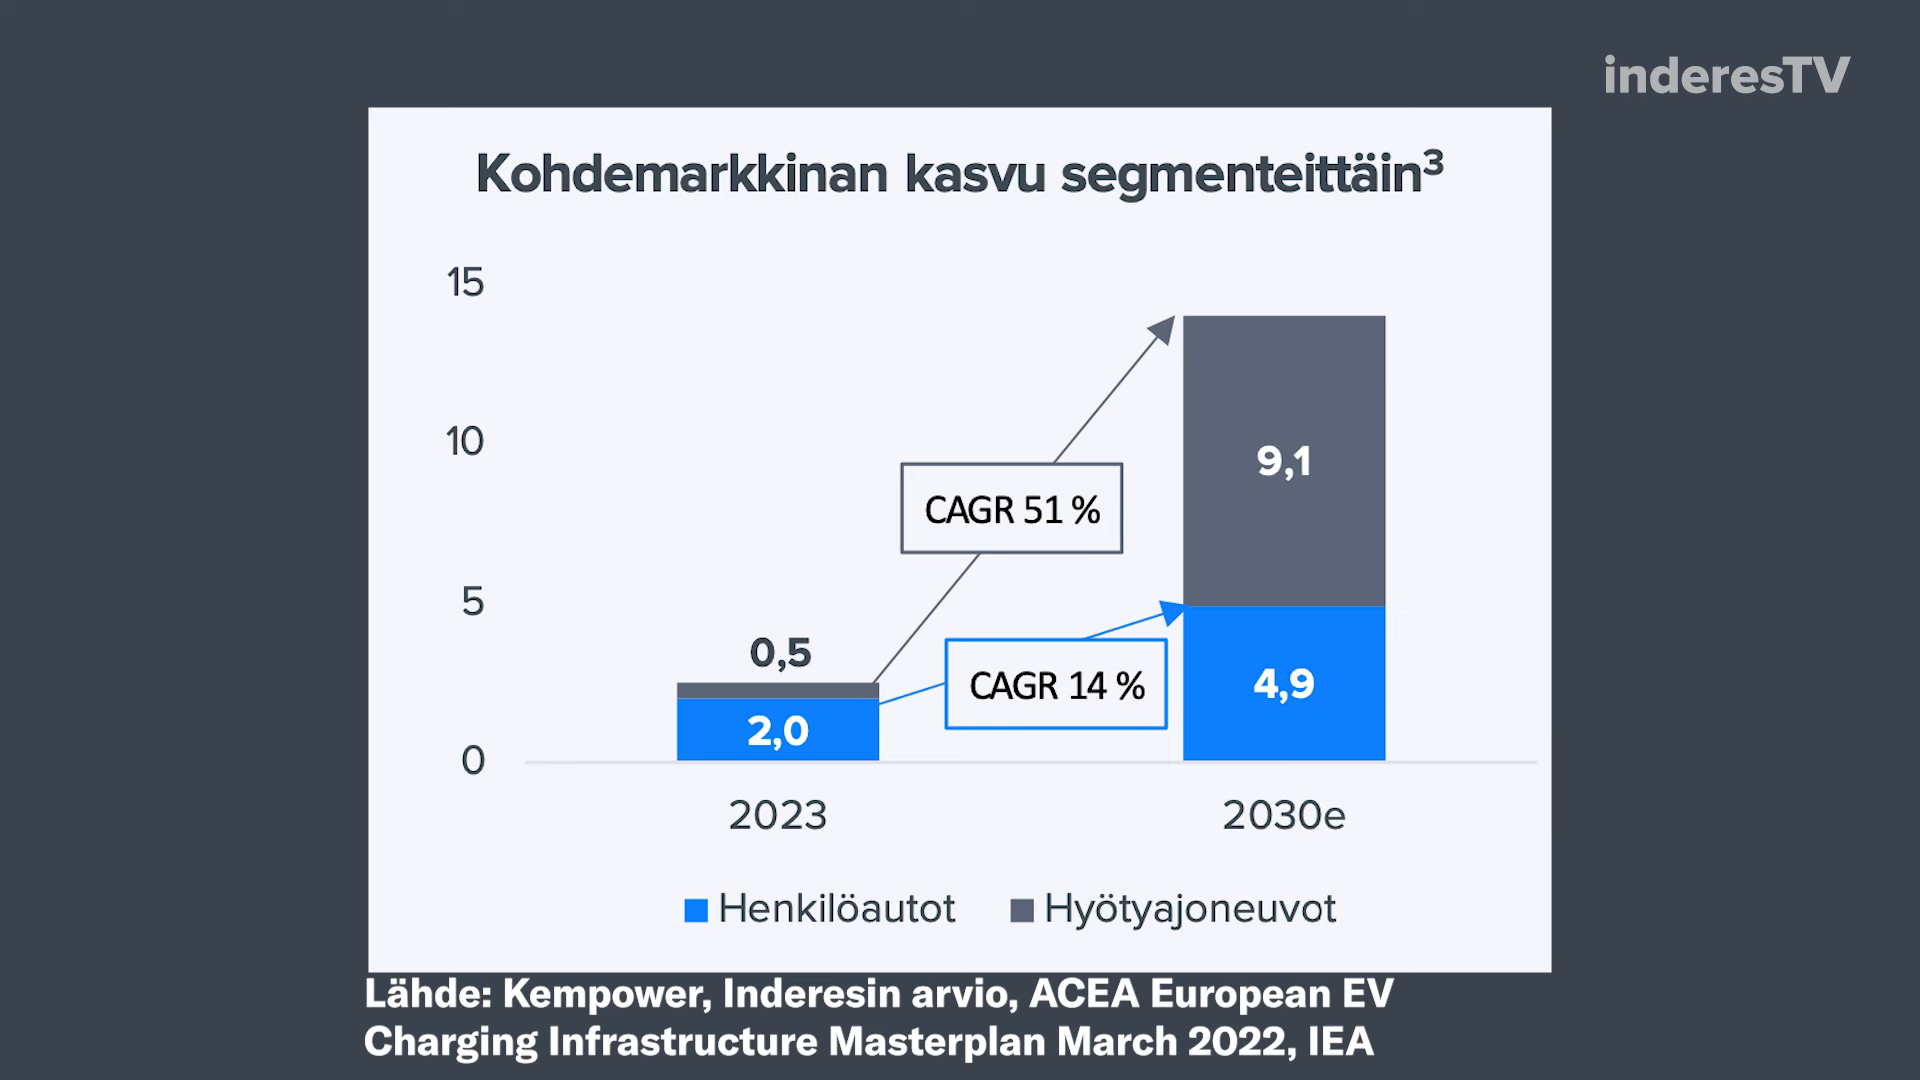 inderesTV
Kohdemarkkinan kasvu segmenteittäin³
15
10
5
0
0,5
2,0
CAGR 51 %
CAGR 14 %
9,1
4,9
2023
2030e
Henkilöautot
Hyötyajoneuvot
Lähde: Kempower, Inderesin arvio, ACEA European EV
Charging Infrastructure Masterplan March 2022, IEA